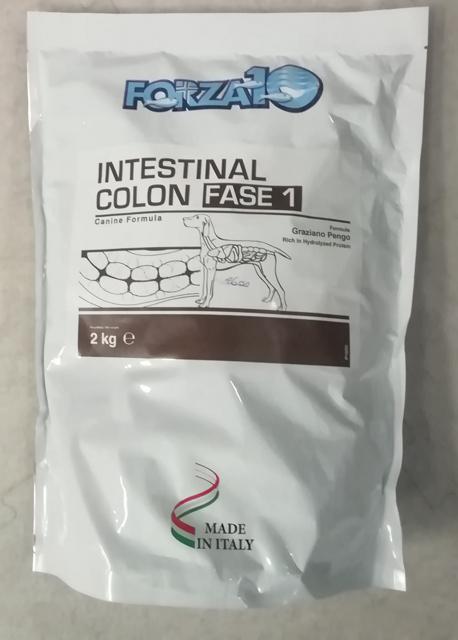 FORZA10
INTESTINAL
COLON FASE 1
Canine Formula
Formula
Graziano Pengo
Rich in Hydrolyzed Protein
2 kg e
MADE
IN ITALY